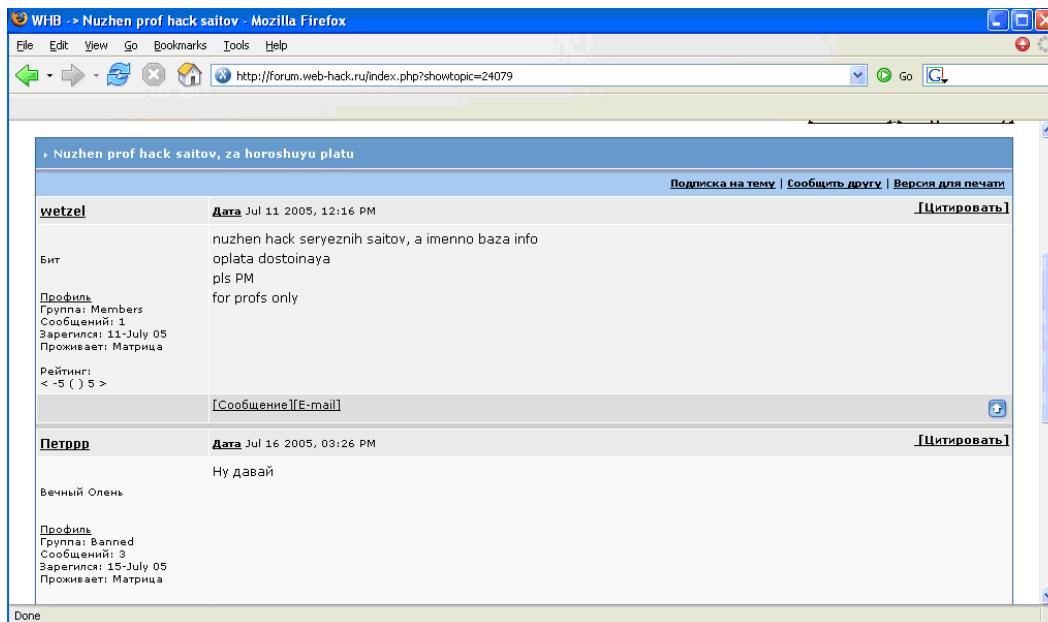 WHB -> Nuzhen prof hack saitov - Mozilla Firefox
File Edit View Go Bookmarks Tools Help
http://forum.web-hack.ru/index.php?showtopic=24079 Go G
Nuzhen prof hack saitov, za horoshuyu platu
Подписка на тему | Сообщить другу | Версия для печати
wetzel Дата Jul 11 2005, 12:16 PM [Цитировать]
nuzhen hack seryeznih saitov, a imenno baza info
Бит oplata dostoinaya
pls PM
Профиль for profs only
Группа: Members
Сообщений: 1
Зарегился: 11-July 05
Проживает: Матрица
Рейтинг:
< -5 ( ) 5 >
[Сообщение][E-mail]
Петррр Дата Jul 16 2005, 03:26 PM [Цитировать]
Ну давай
Вечный Олень
Профиль
Группа: Banned
Сообщений: 3
Зарегился: 15-July 05
Проживает: Матрица
Done